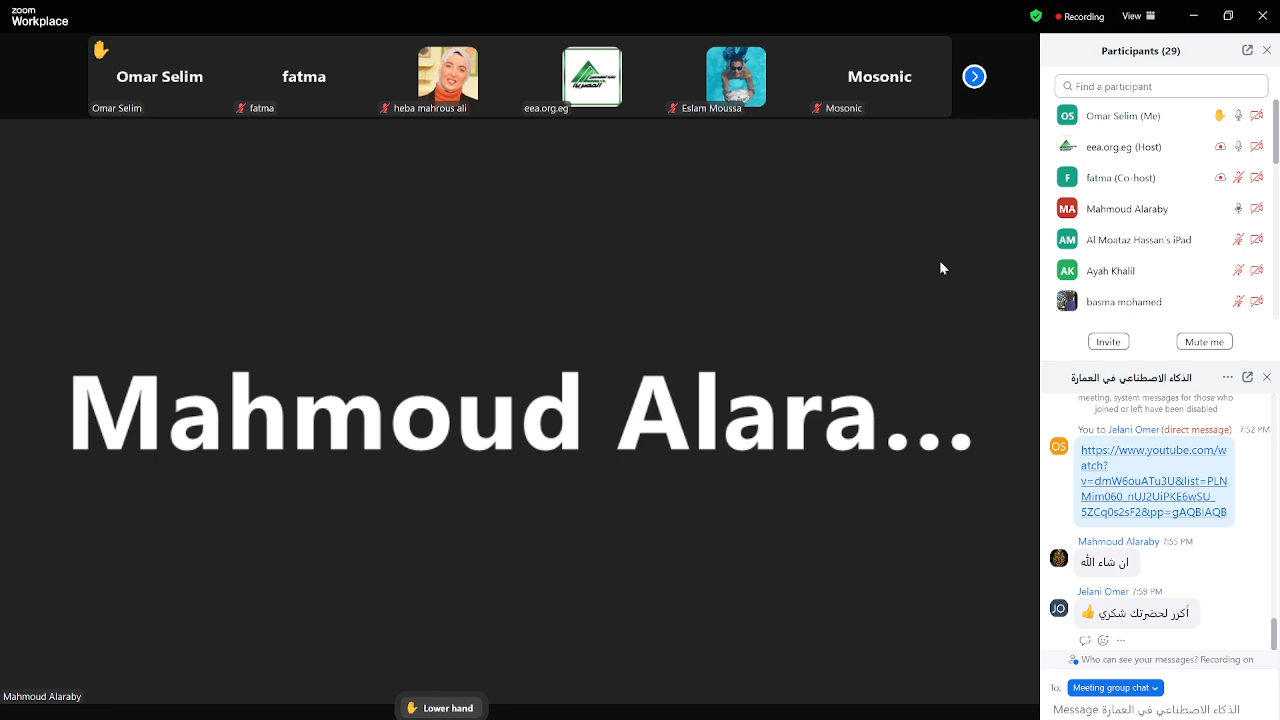 zoom
Workplace
Recording
View
Omar Selim
fatma
Mosonic
Omar Selim
fatma
heba mahrous ali
eea.org.eg
Eslam Moussa
Mosonic
Mahmoud Alara...
Mahmoud Alaraby
Lower hand
Participants (29)
Find a participant
OS Omar Selim (Me)
eea.org.eg (Host)
F fatma (Co-host)
MA Mahmoud Alaraby
AM Al Moataz Hassan's iPad
AK Ayah Khalil
basma mohamed
Invite
Mute me
الذكاء الاصطناعي في العمارة
meeting, system messages for those who
joined or left have been disabled
You to Jelani Omer (direct message) 7:52 PM
OS
https://www.youtube.com/w
atch?
v=dmW6ouATu3U&list=PLN
Mim060_nUJ2UiPKE6wSU_
5ZCq0s2sF2&pp=gAQBiAQB
Mahmoud Alaraby 7:55 PM
ان شاء الله
Jelani Omer 7:59 PM
JO
أكرر لحضرتك شكري 👍
Who can see your messages? Recording on
To: Meeting group chat
Message الذكاء الاصطناعي في العمارة